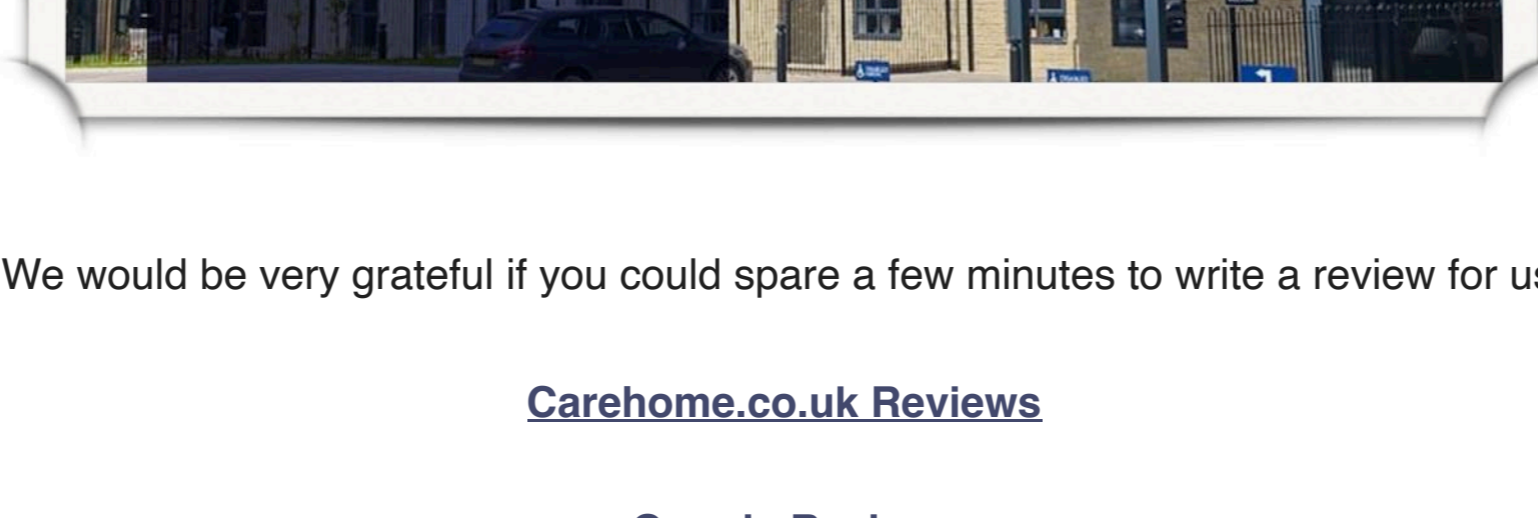 We would be very grateful if you could spare a few minutes to write a review for us
Carehome.co.uk Reviews